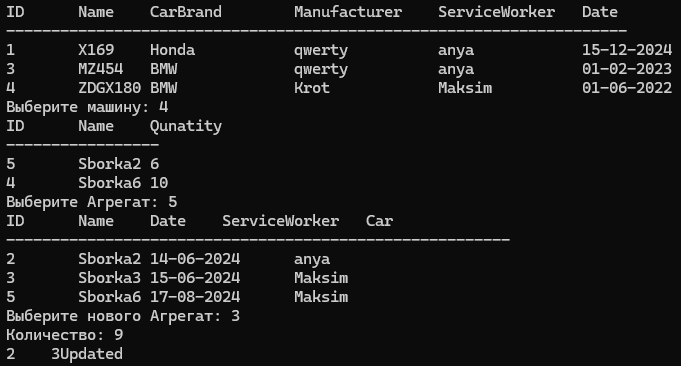 ID Name CarBrand Manufacturer ServiceWorker Date
---------------------------------------------------------------------
1 X169 Honda qwerty anya 15-12-2024
3 MZ454 BMW qwerty anya 01-02-2023
4 ZDGX180 BMW Krot Maksim 01-06-2022
Выберите машину: 4
ID Name Qunatity
-----------------
5 Sborka2 6
4 Sborka6 10
Выберите Агрегат: 5
ID Name Date ServiceWorker Car
--------------------------------------------------------
2 Sborka2 14-06-2024 anya
3 Sborka3 15-06-2024 Maksim
5 Sborka6 17-08-2024 Maksim
Выберите нового Агрегат: 3
Количество: 9
2 3Updated